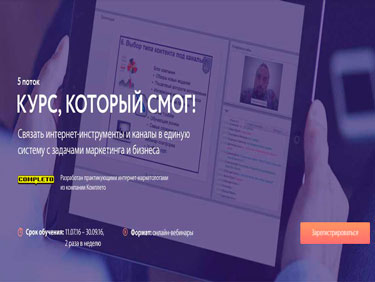 5 поток
КУРС, КОТОРЫЙ СМОГ!
Связать интернет-инструменты и каналы в единую
систему с задачами маркетинга и бизнеса
COMPLETO
Разработан практикующими интернет-маркетологами
из компании Комплето
Срок обучения: 11.07.16 – 30.09.16,
2 раза в неделю
Формат: онлайн-вебинары
Зарегистрироваться